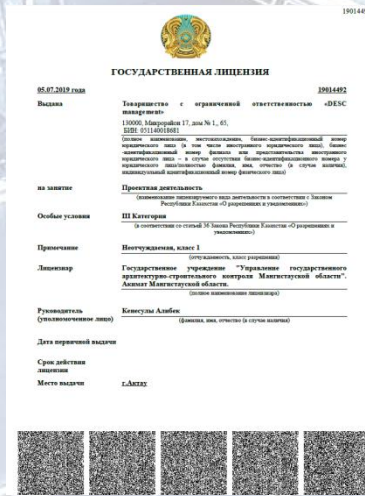 1901449
ГОСУДАРСТВЕННАЯ ЛИЦЕНЗИЯ
05.07.2019 года 19014492
Выдана Товарищество с ограниченной ответственностью «DESC
management»
130000, Микрорайон 17, дом № 1., 65,
БИН: 051140018681
(полное наименование, местонахождение, бизнес-идентификационный номер
юридического лица (в том числе иностранного юридического лица), бизнес
-идентификационный номер филиала или представительства иностранного
юридического лица – в случае отсутствия бизнес-идентификационного номера у
юридического лица/полностью фамилия, имя, отчество (в случае наличия),
индивидуальный идентификационный номер физического лица)
на занятие Проектная деятельность
(наименование лицензируемого вида деятельности в соответствии с Законом
Республики Казахстан «О разрешениях и уведомлениях»)
Особые условия III Категория
(в соответствии со статьей 36 Закона Республики Казахстан «О разрешениях и
уведомлениях»)
Примечание Неотчуждаемая, класс 1
(отчуждаемость, класс разрешения)
Лицензиар Государственное учреждение "Управление государственного
архитектурно-строительного контроля Мангистауской области".
Акимат Мангистауской области.
(полное наименование лицензиара)
Руководитель Кенесулы Алибек
(уполномоченное лицо) (фамилия, имя, отчество (в случае наличия)
Дата первичной выдачи
Срок действия
лицензии
Место выдачи г.Актау